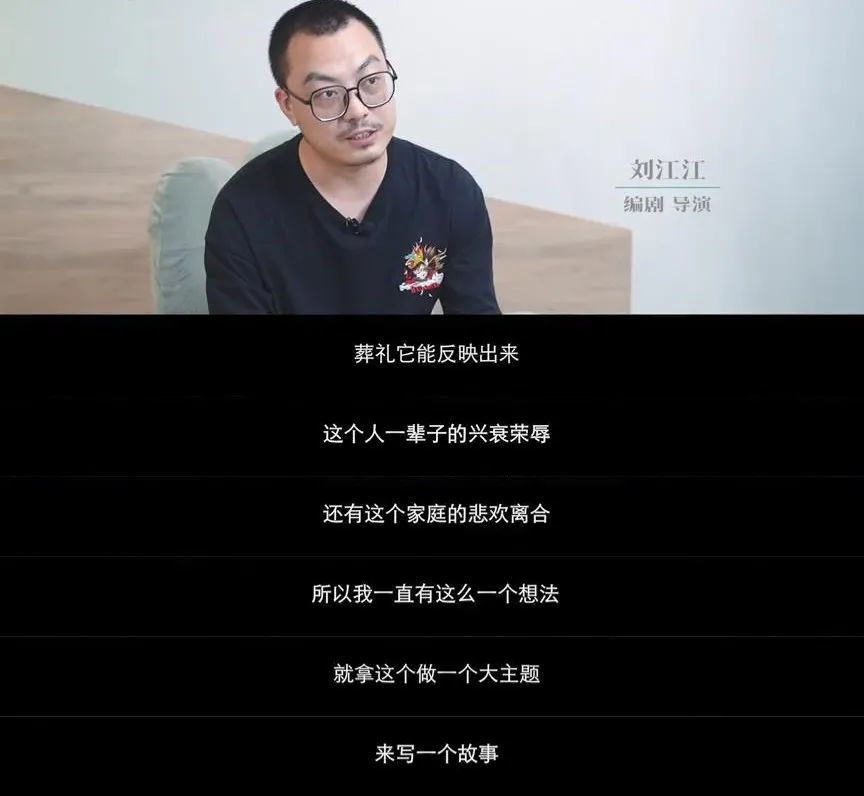 刘江江
编剧 导演
葬礼它能反映出来
这个人一辈子的兴衰荣辱
还有这个家庭的悲欢离合
所以我一直有这么一个想法
就拿这个做一个大主题
来写一个故事